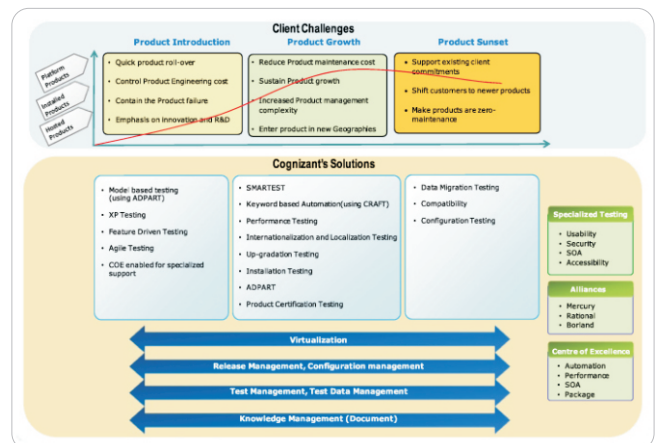 Client Challenges
Product Introduction
Product Growth
Product Sunset
Platform
Products
Installed
Products
Hosted
Products
• Quick product roll-over
• Control Product Engineering cost
• Contain the Product failure
• Emphasis on innovation and R&D
• Reduce Product maintenance cost
• Sustain Product growth
• Increased Product management
complexity
• Enter product in new Geographies
• Support existing client
commitments
• Shift customers to newer products
• Make products are zero-
maintenance
Cognizant's Solutions
• Model based testing
(using ADPART)
• XP Testing
• Feature Driven Testing
• Agile Testing
• COE enabled for specialized
support
• SMARTEST
• Keyword based Automation(using CRAFT)
• Performance Testing
• Internationalization and Localization Testing
• Up-gradation Testing
• Installation Testing
• ADPART
• Product Certification Testing
• Data Migration Testing
• Compatibility
• Configuration Testing
Specialized Testing
• Usability
• Security
• SOA
• Accessibility
Alliances
• Mercury
• Rational
• Borland
Centre of Excellence
• Automation
• Performance
• SOA
• Package
Virtualization
Release Management, Configuration management
Test Management, Test Data Management
Knowledge Management (Document)